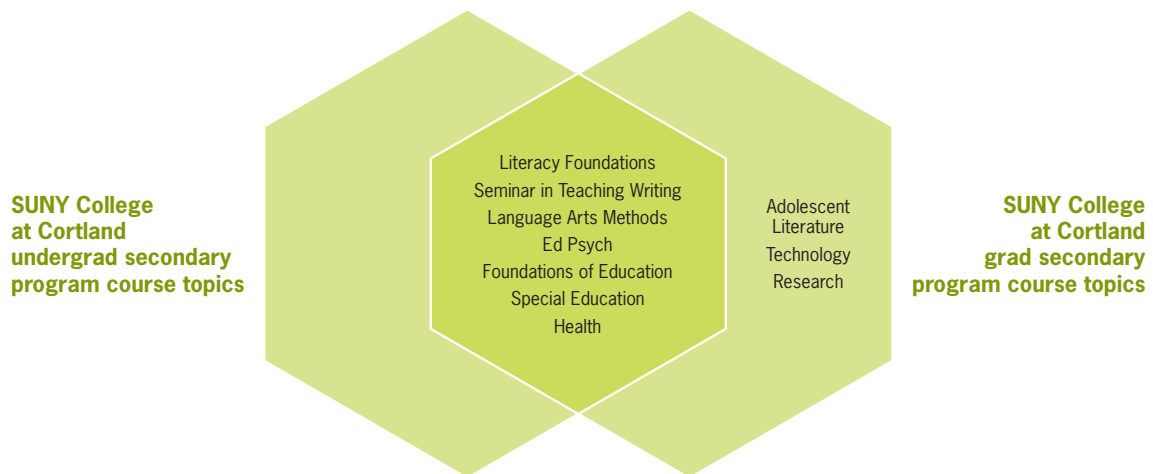 SUNY College
at Cortland
undergrad secondary
program course topics
Literacy Foundations
Seminar in Teaching Writing
Language Arts Methods
Ed Psych
Foundations of Education
Special Education
Health
Adolescent
Literature
Technology
Research
SUNY College
at Cortland
grad secondary
program course topics